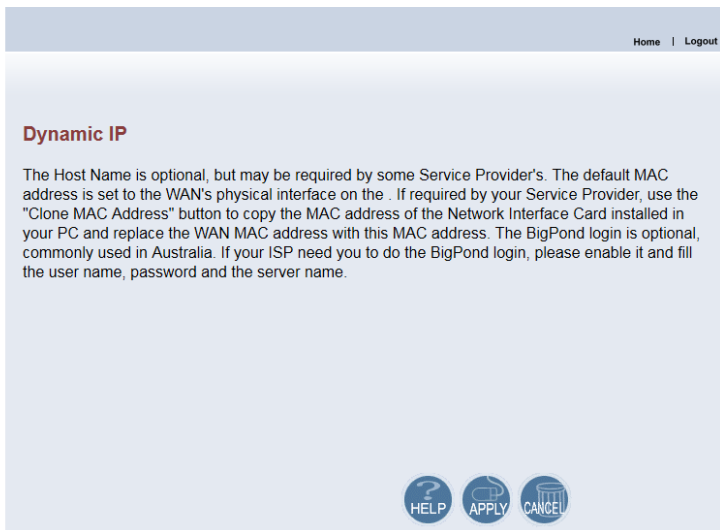 Home | Logout
Dynamic IP
The Host Name is optional, but may be required by some Service Provider's. The default MAC
address is set to the WAN's physical interface on the . If required by your Service Provider, use the
"Clone MAC Address" button to copy the MAC address of the Network Interface Card installed in
your PC and replace the WAN MAC address with this MAC address. The BigPond login is optional,
commonly used in Australia. If your ISP need you to do the BigPond login, please enable it and fill
the user name, password and the server name.
HELP APPLY CANCEL